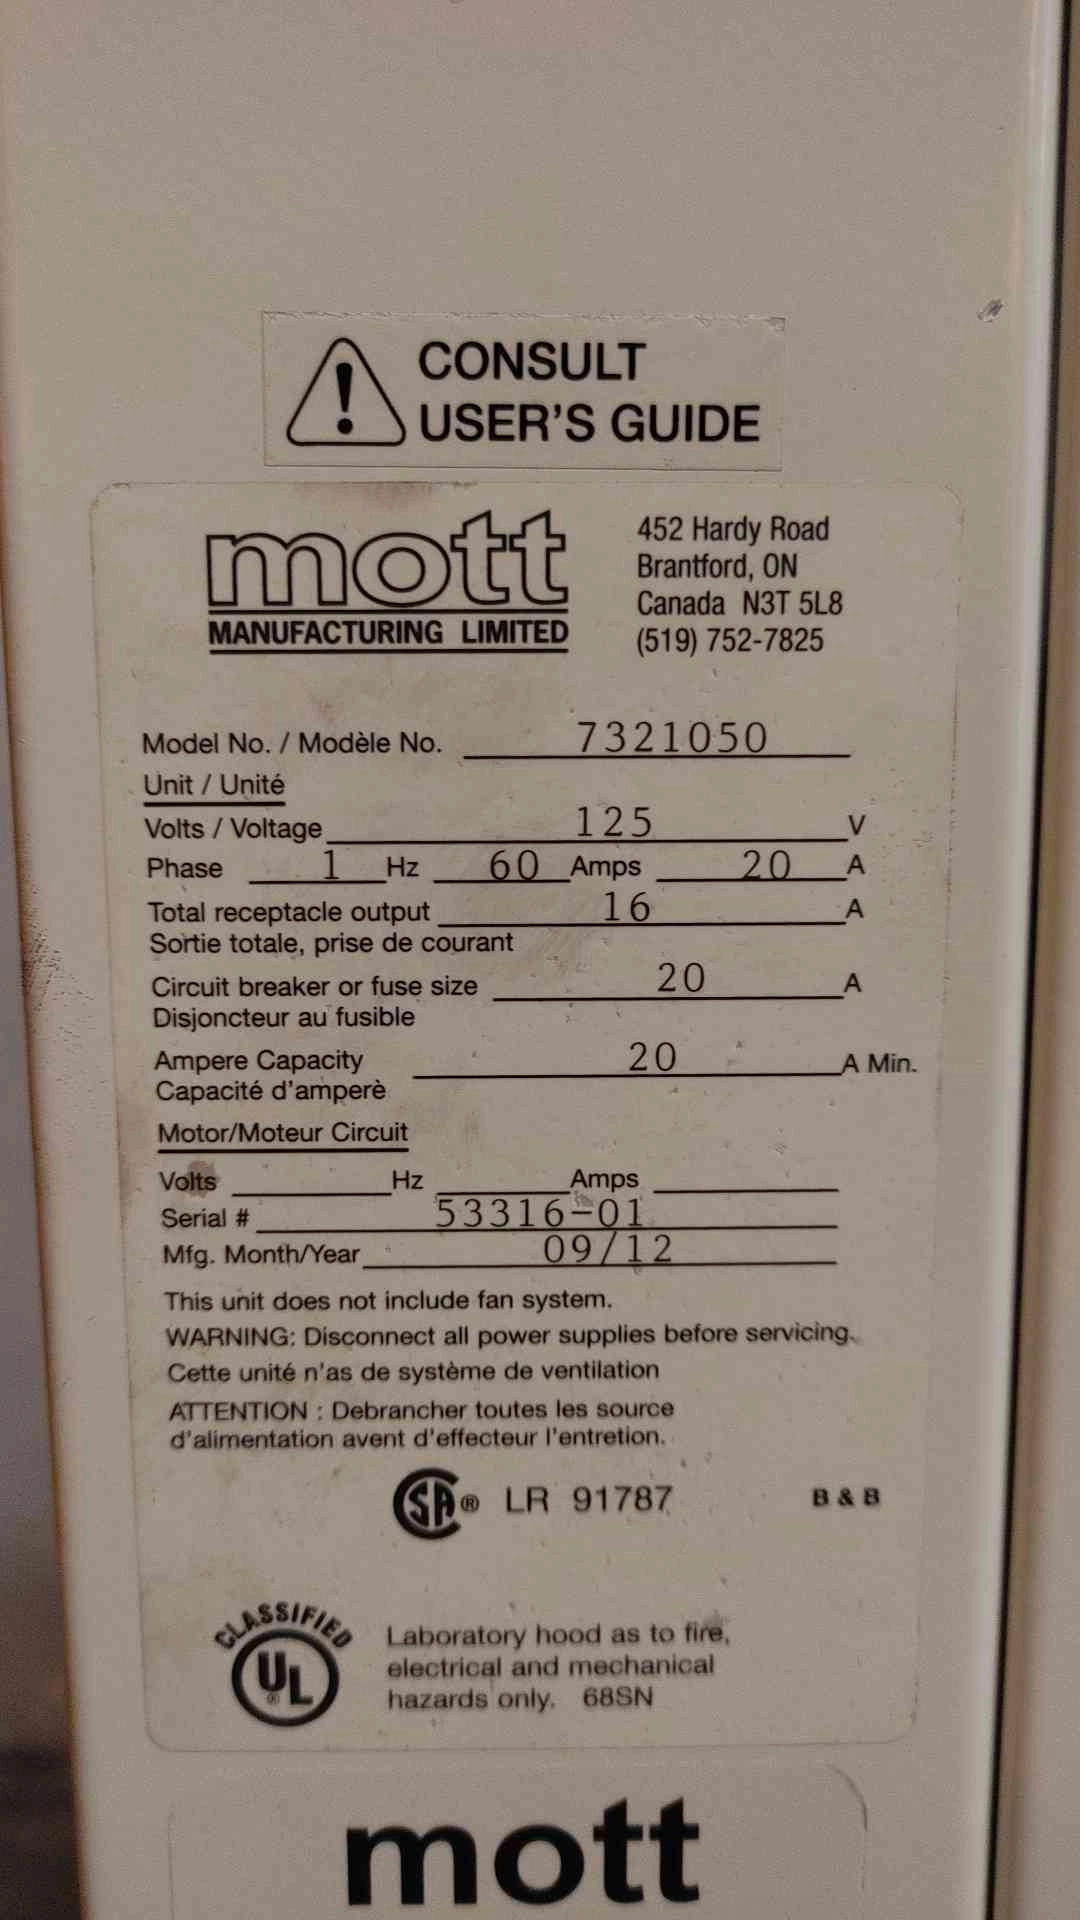 CONSULT
USER'S GUIDE
mott
MANUFACTURING LIMITED
452 Hardy Road
Brantford, ON
Canada N3T 5L8
(519) 752-7825
Model No. / Modèle No. 7321050
Unit / Unité
Volts / Voltage 125 V
Phase 1 Hz 60 Amps 20 A
Total receptacle output 16 A
Sortie totale, prise de courant
Circuit breaker or fuse size 20 A
Disjoncteur au fusible
Ampere Capacity 20 A Min.
Capacité d'amperè
Motor/Moteur Circuit
Volts Hz Amps
Serial # 53316-01
Mfg. Month/Year 09/12
This unit does not include fan system.
WARNING: Disconnect all power supplies before servicing.
Cette unité n'as de système de ventilation
ATTENTION : Debrancher toutes les source
d'alimentation avent d'effecteur l'entretion.
SA® LR 91787 B & B
CLASSIFIED
UL®
Laboratory hood as to fire,
electrical and mechanical
hazards only. 68SN
mott